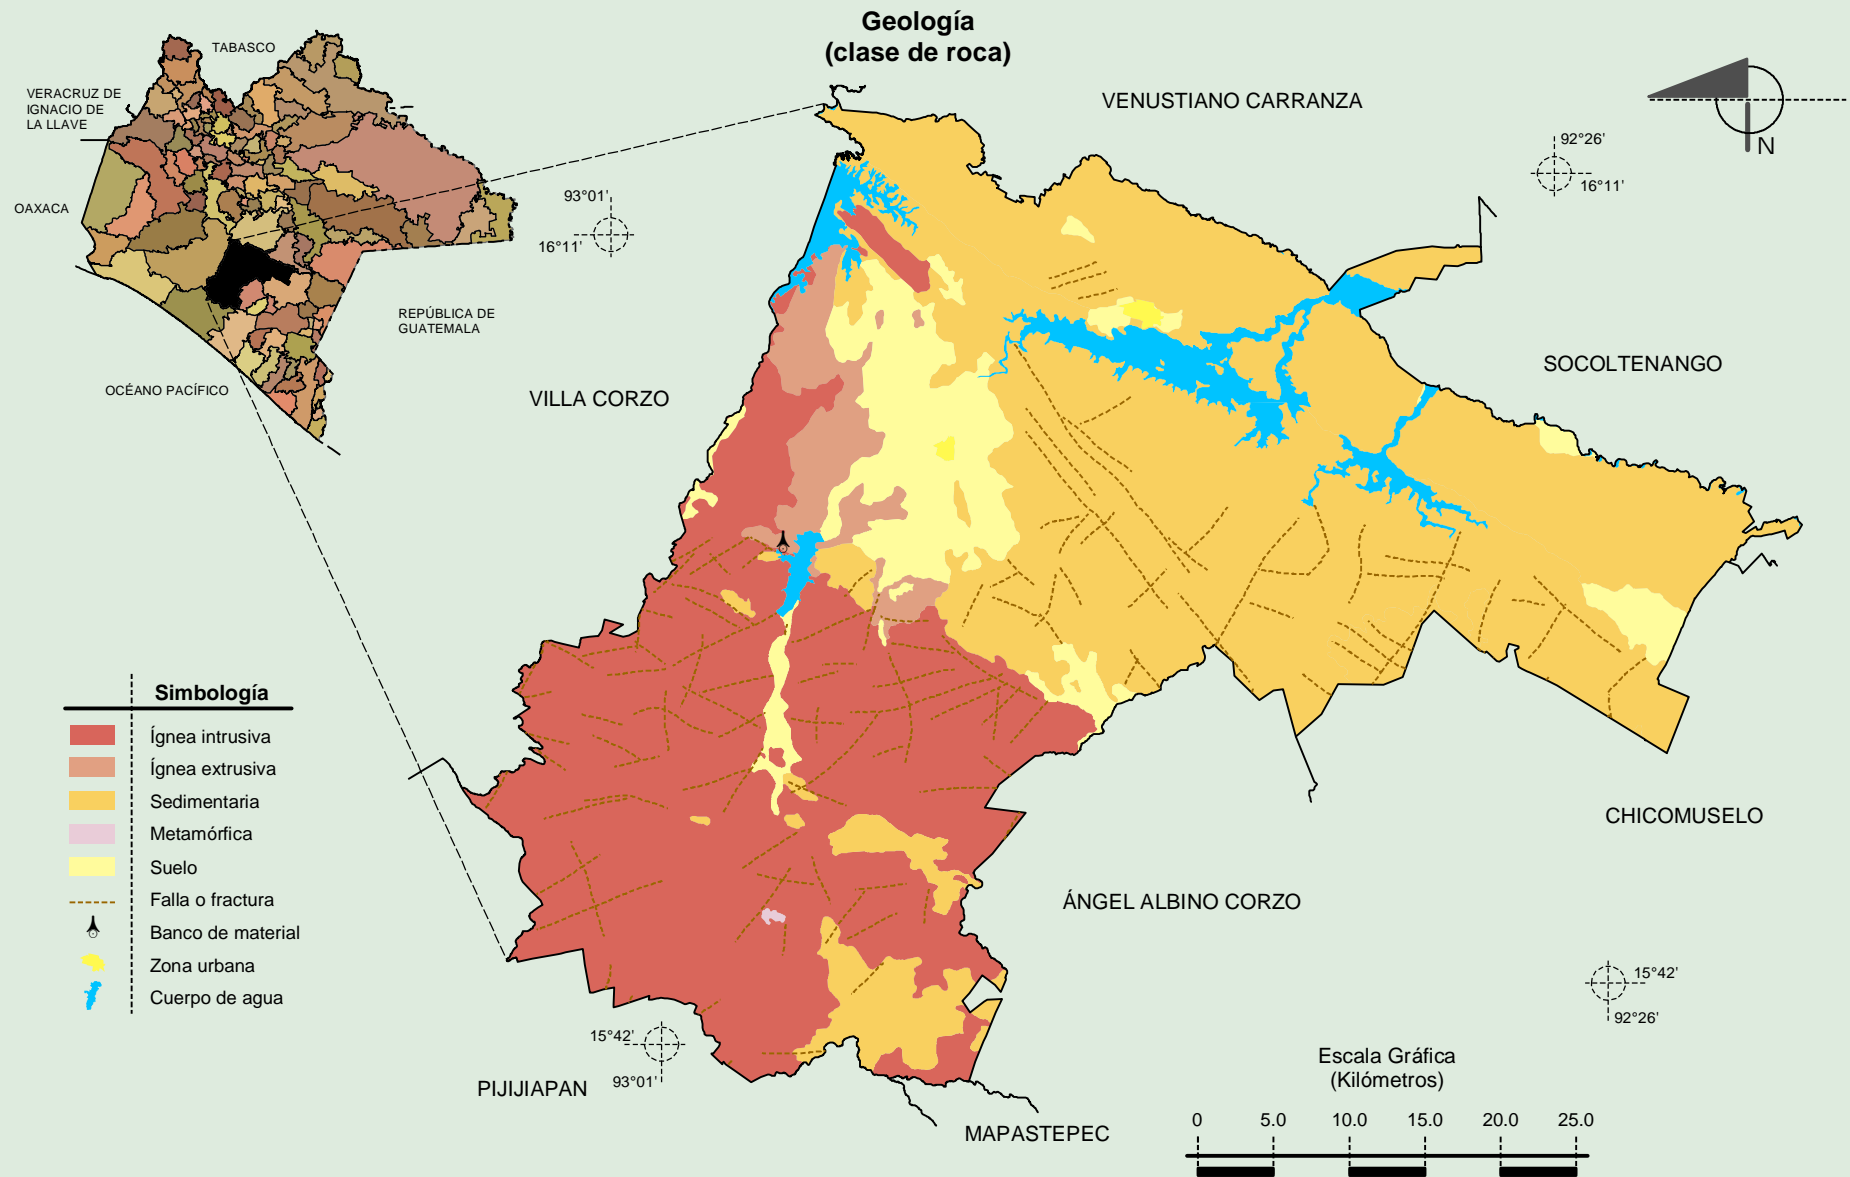 Geología
(clase de roca)
TABASCO
VERACRUZ DE
IGNACIO DE
LA LLAVE
OAXACA
REPÚBLICA DE
GUATEMALA
OCÉANO PACÍFICO
VENUSTIANO CARRANZA
N
92°26'
16°11'
93°01'
16°11'
VILLA CORZO
SOCOLTENANGO
CHICOMUSELO
ÁNGEL ALBINO CORZO
Simbología
Ígnea intrusiva
Ígnea extrusiva
Sedimentaria
Metamórfica
Suelo
Falla o fractura
Banco de material
Zona urbana
Cuerpo de agua
15°42'
92°26'
15°42'
93°01'
PIJIJIAPAN
MAPASTEPEC
Escala Gráfica
(Kilómetros)
0 5.0 10.0 15.0 20.0 25.0